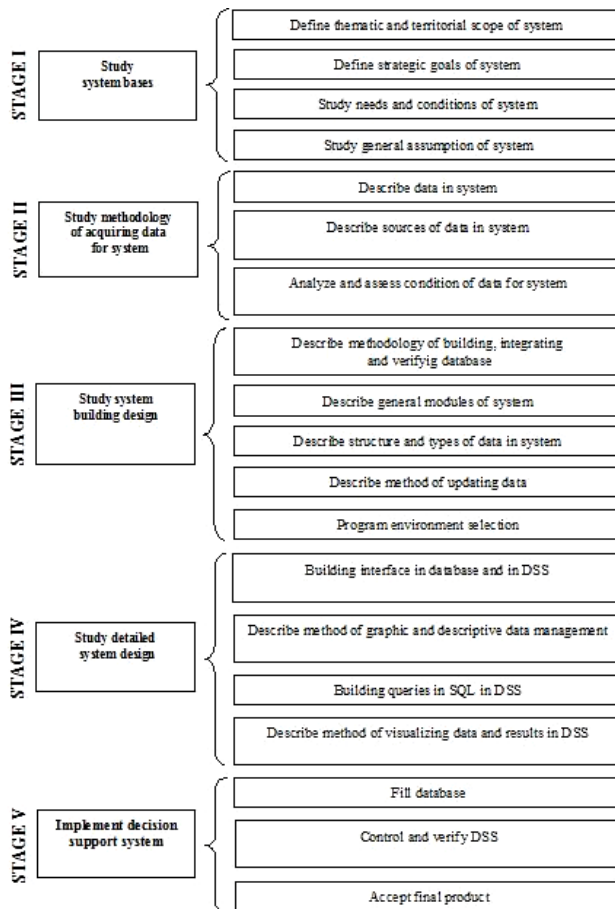 STAGE I
Study
system bases
Define thematic and territorial scope of system
Define strategic goals of system
Study needs and conditions of system
Study general assumption of system
STAGE II
Study methodology
of acquiring data
for system
Describe data in system
Describe sources of data in system
Analyze and assess condition of data for system
STAGE III
Study system
building design
Describe methodology of building, integrating
and verifyig database
Describe general modules of system
Describe structure and types of data in system
Describe method of updating data
Program environment selection
STAGE IV
Study detailed
system design
Building interface in database and in DSS
Describe method of graphic and descriptive data management
Building queries in SQL in DSS
Describe method of visualizing data and results in DSS
STAGE V
Implement decision
support system
Fill database
Control and verify DSS
Accept final product